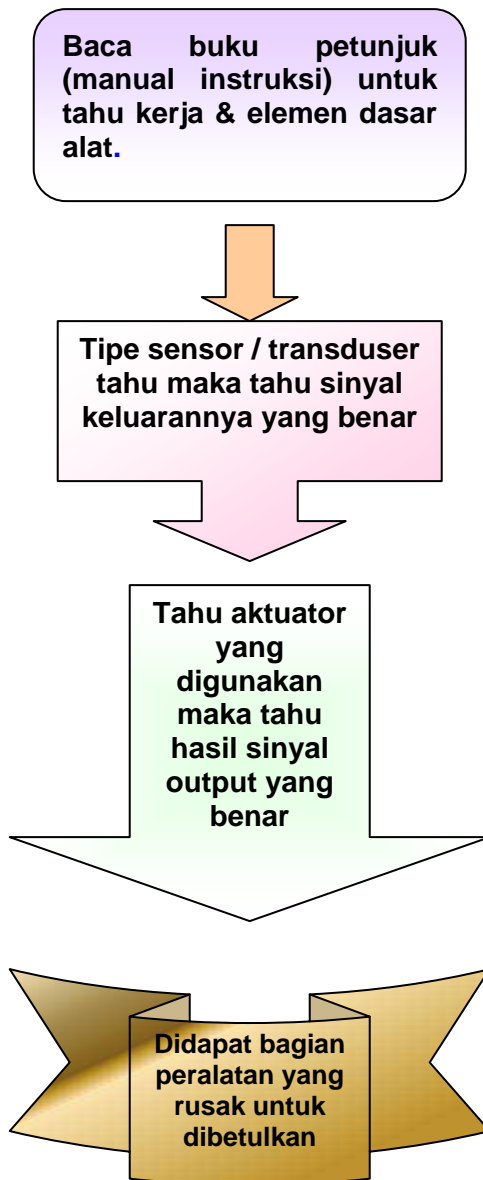 Baca buku petunjuk
(manual instruksi) untuk
tahu kerja & elemen dasar
alat.
Tipe sensor / transduser
tahu maka tahu sinyal
keluarannya yang benar
Tahu aktuator
yang
digunakan
maka tahu
hasil sinyal
output yang
benar
Didapat bagian
peralatan yang
rusak untuk
dibetulkan